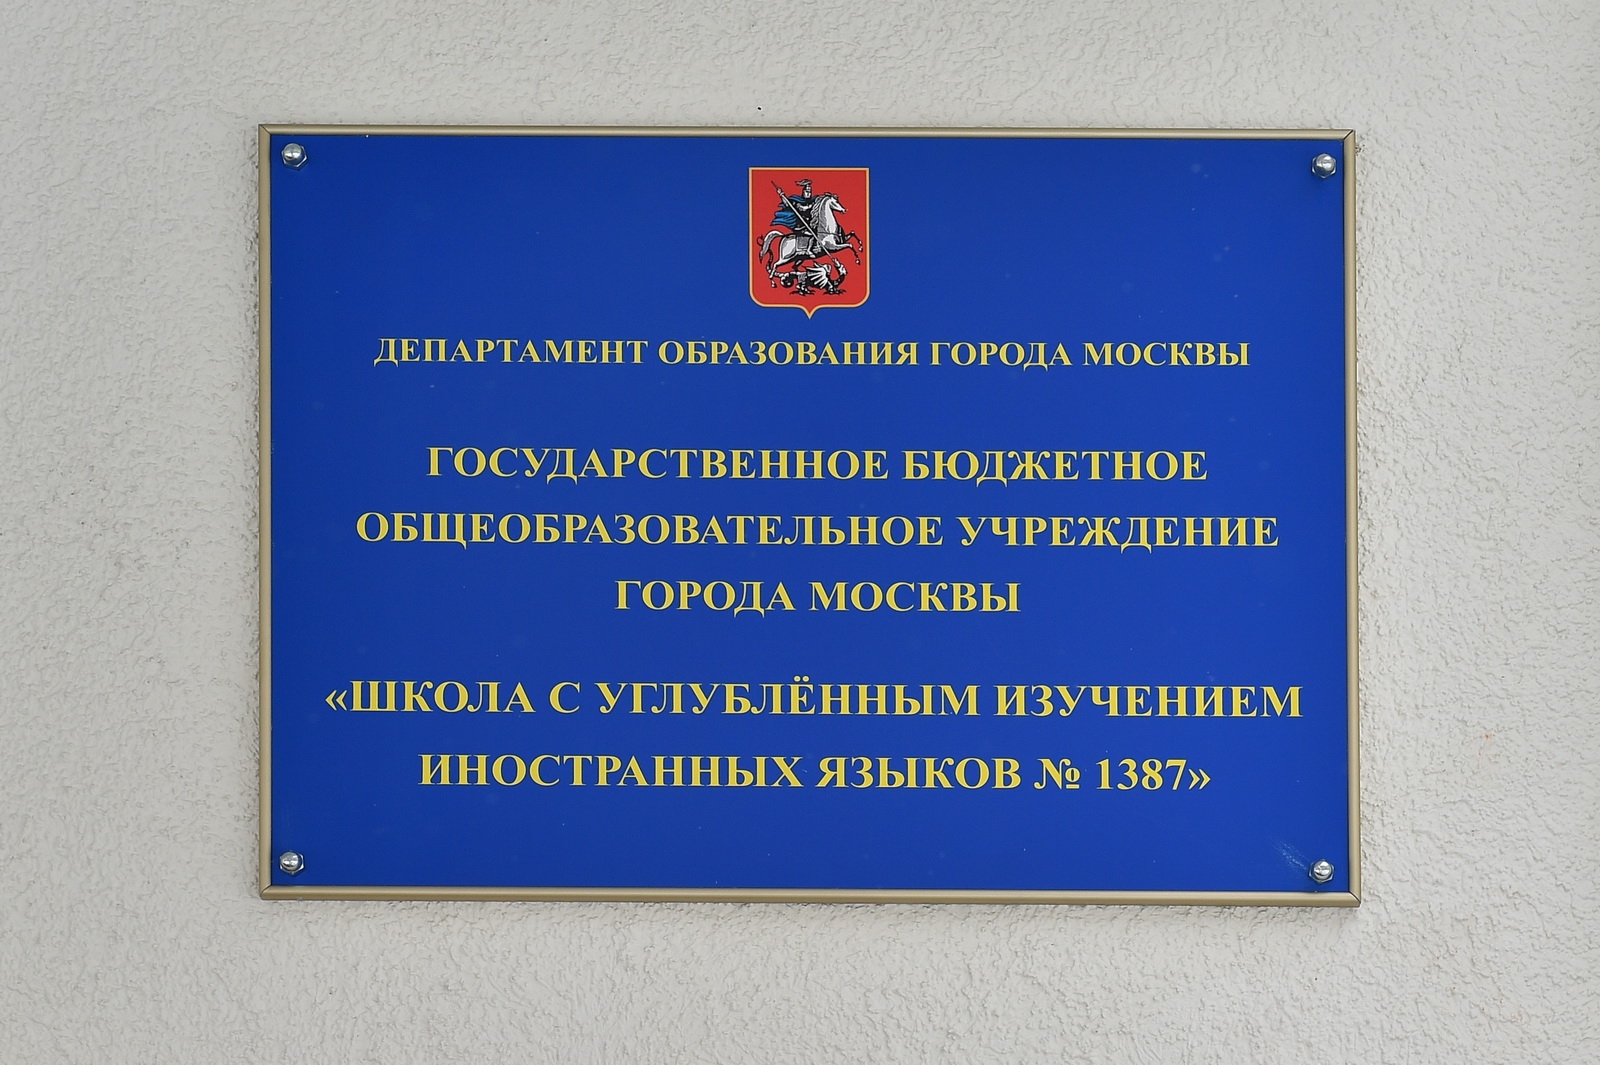 ДЕПАРТАМЕНТ ОБРАЗОВАНИЯ ГОРОДА МОСКВЫ
ГОСУДАРСТВЕННОЕ БЮДЖЕТНОЕ
ОБЩЕОБРАЗОВАТЕЛЬНОЕ УЧРЕЖДЕНИЕ
ГОРОДА МОСКВЫ
«ШКОЛА С УГЛУБЛЁННЫМ ИЗУЧЕНИЕМ
ИНОСТРАННЫХ ЯЗЫКОВ № 1387»